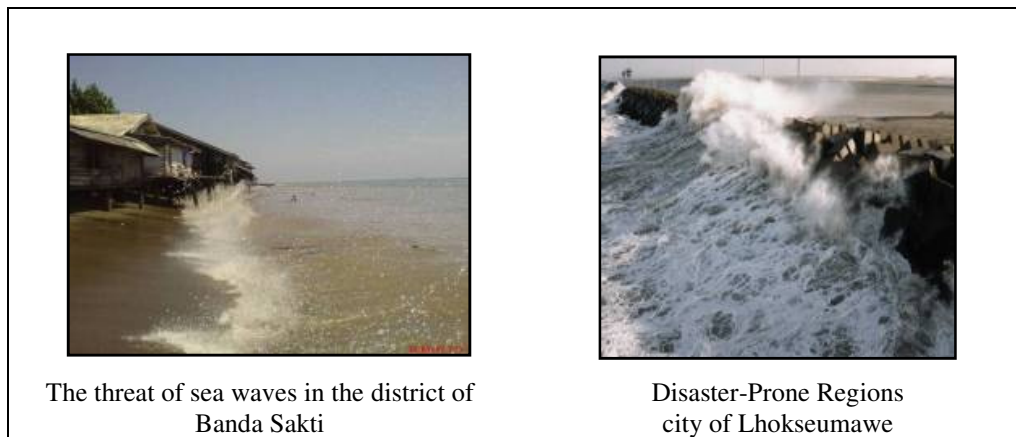 The threat of sea waves in the district of
Banda Sakti
Disaster-Prone Regions
city of Lhokseumawe